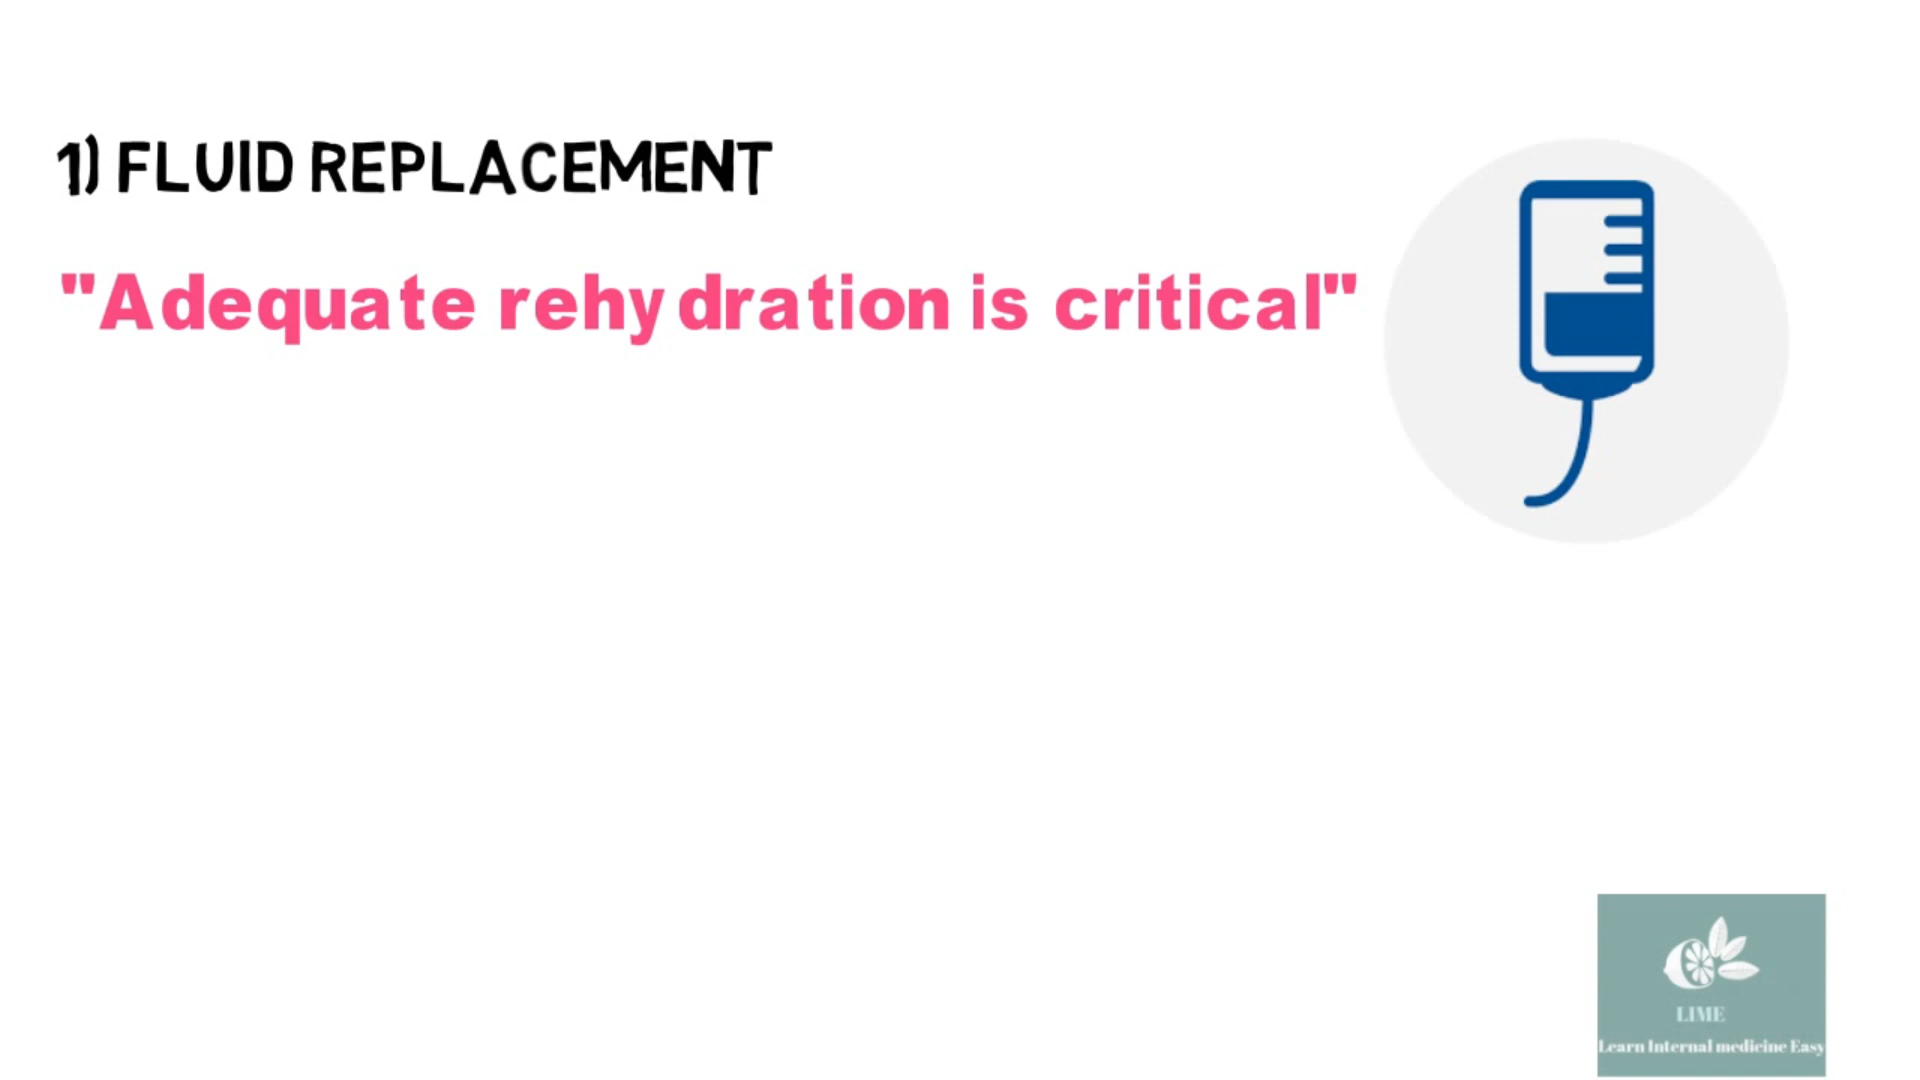 1) FLUID REPLACEMENT
"Adequate rehydration is critical"
LIME
Learn Internal medicine Easy